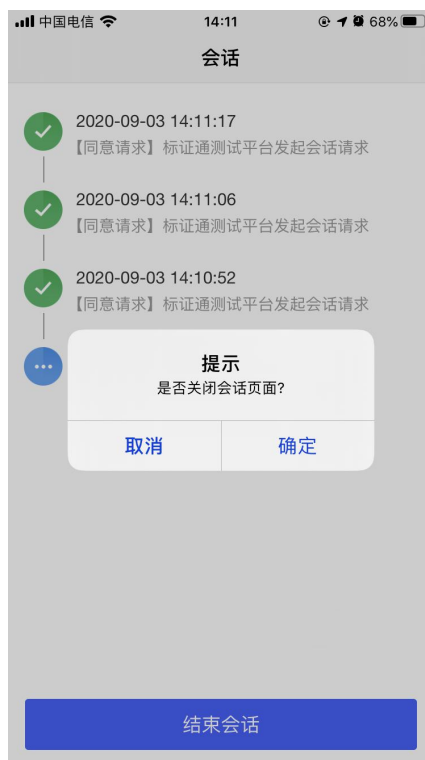 中国电信 14:11 68%
会话
2020-09-03 14:11:17
【同意请求】标证通测试平台发起会话请求
2020-09-03 14:11:06
【同意请求】标证通测试平台发起会话请求
2020-09-03 14:10:52
【同意请求】标证通测试平台发起会话请求
提示
是否关闭会话页面?
取消 确定
结束会话